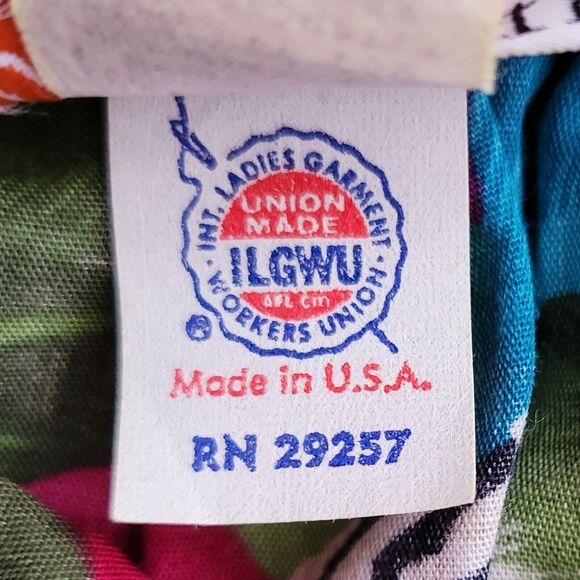 INT. LADIES GARMENT
WORKERS UNION
UNION
MADE
ILGWU
AFL CIO
®
Made in U.S.A.
RN 29257